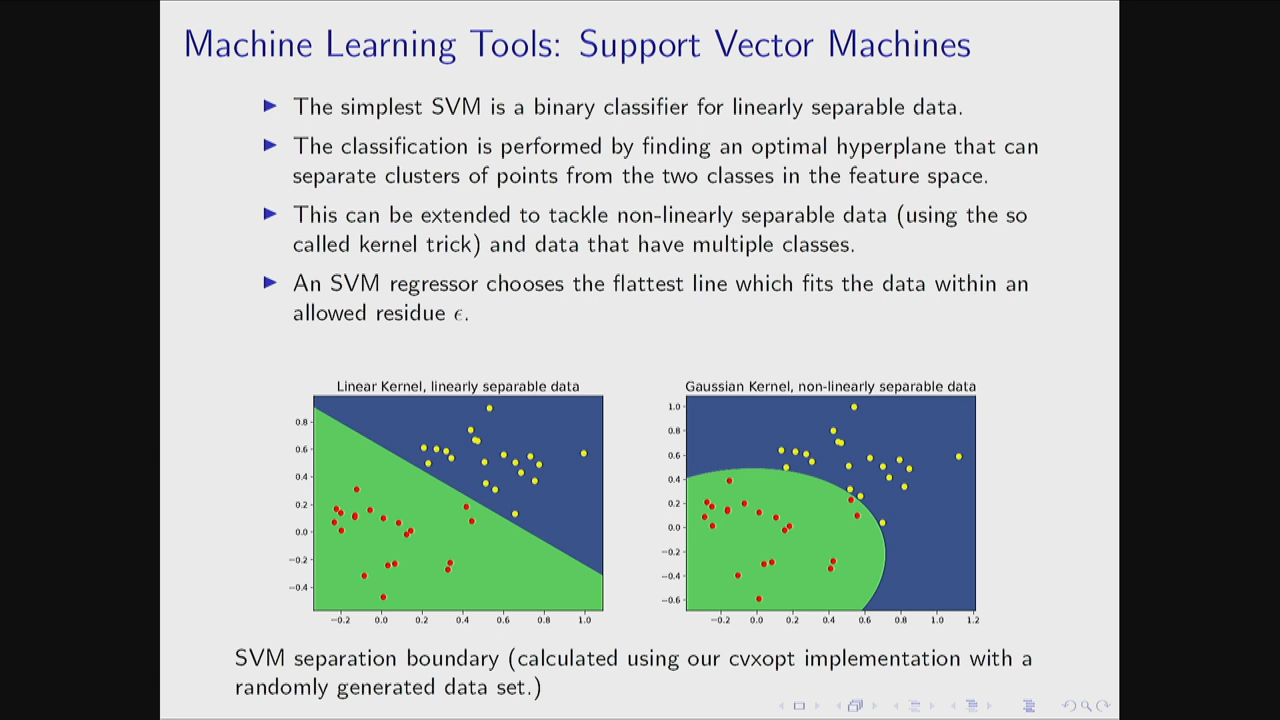 Machine Learning Tools: Support Vector Machines
The simplest SVM is a binary classifier for linearly separable data.
The classification is performed by finding an optimal hyperplane that can
separate clusters of points from the two classes in the feature space.
This can be extended to tackle non-linearly separable data (using the so
called kernel trick) and data that have multiple classes.
An SVM regressor chooses the flattest line which fits the data within an
allowed residue ϵ.
Linear Kernel, linearly separable data
0.8
0.6
0.4
0.2
0.0
−0.2
−0.4
−0.2 0.0 0.2 0.4 0.6 0.8 1.0
Gaussian Kernel, non-linearly separable data
1.0
0.8
0.6
0.4
0.2
0.0
−0.2
−0.4
−0.6
−0.2 0.0 0.2 0.4 0.6 0.8 1.0 1.2
SVM separation boundary (calculated using our cvxopt implementation with a
randomly generated data set.)